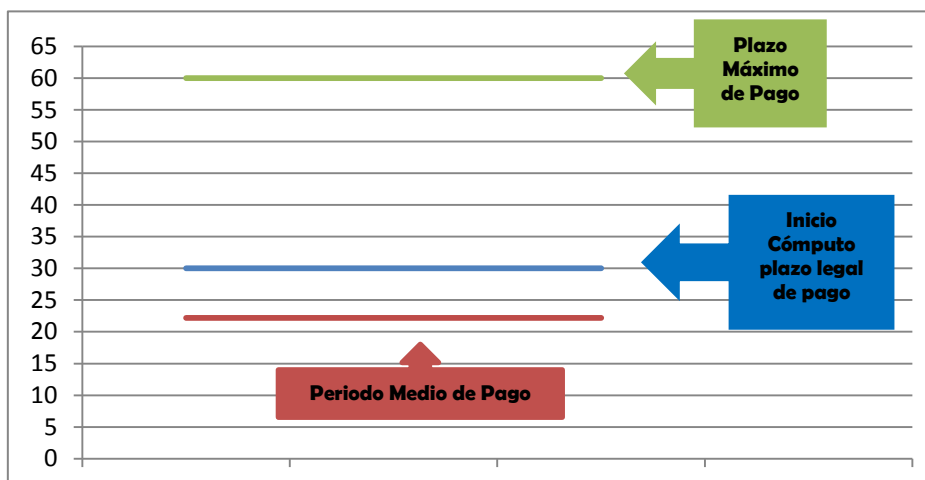 65
60
55
50
45
40
35
30
25
20
15
10
5
0
Plazo
Máximo
de Pago
Inicio
Cómputo
plazo legal
de pago
Periodo Medio de Pago